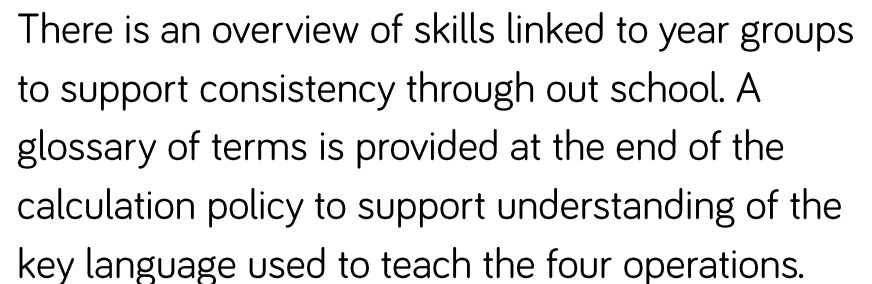 There is an overview of skills linked to year groups
to support consistency through out school. A
glossary of terms is provided at the end of the
calculation policy to support understanding of the
key language used to teach the four operations.